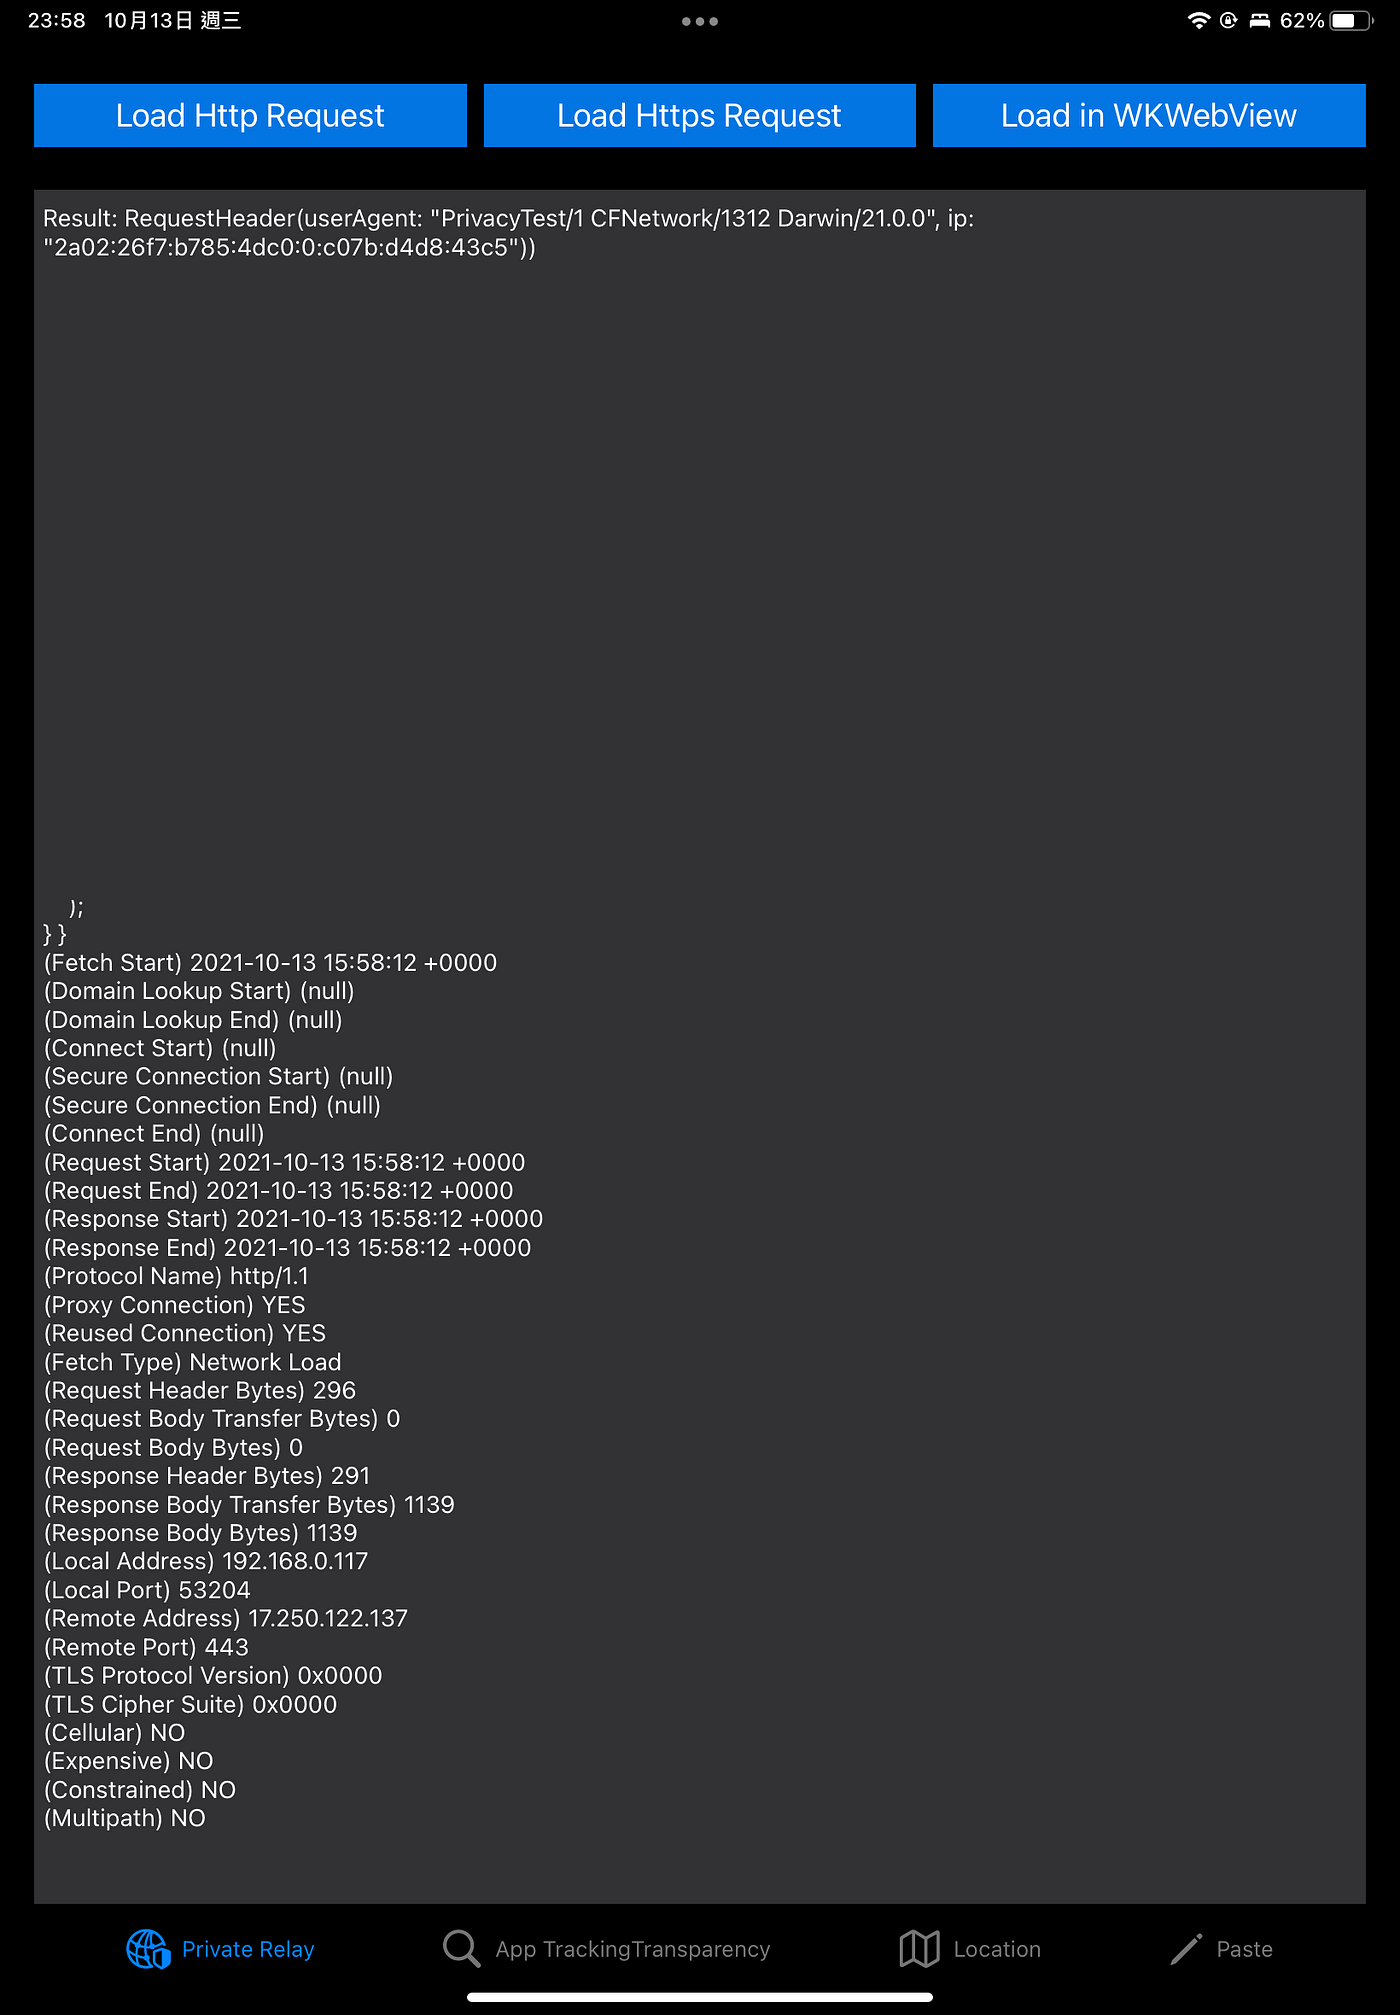 23:58 10月13日 週三
62%
Load Http Request
Load Https Request
Load in WKWebView
Result: RequestHeader(userAgent: "PrivacyTest/1 CFNetwork/1312 Darwin/21.0.0", ip:
"2a02:26f7:b785:4dc0:0:c07b:d4d8:43c5"))
);
} }
(Fetch Start) 2021-10-13 15:58:12 +0000
(Domain Lookup Start) (null)
(Domain Lookup End) (null)
(Connect Start) (null)
(Secure Connection Start) (null)
(Secure Connection End) (null)
(Connect End) (null)
(Request Start) 2021-10-13 15:58:12 +0000
(Request End) 2021-10-13 15:58:12 +0000
(Response Start) 2021-10-13 15:58:12 +0000
(Response End) 2021-10-13 15:58:12 +0000
(Protocol Name) http/1.1
(Proxy Connection) YES
(Reused Connection) YES
(Fetch Type) Network Load
(Request Header Bytes) 296
(Request Body Transfer Bytes) 0
(Request Body Bytes) 0
(Response Header Bytes) 291
(Response Body Transfer Bytes) 1139
(Response Body Bytes) 1139
(Local Address) 192.168.0.117
(Local Port) 53204
(Remote Address) 17.250.122.137
(Remote Port) 443
(TLS Protocol Version) 0x0000
(TLS Cipher Suite) 0x0000
(Cellular) NO
(Expensive) NO
(Constrained) NO
(Multipath) NO
Private Relay
App TrackingTransparency
Location
Paste